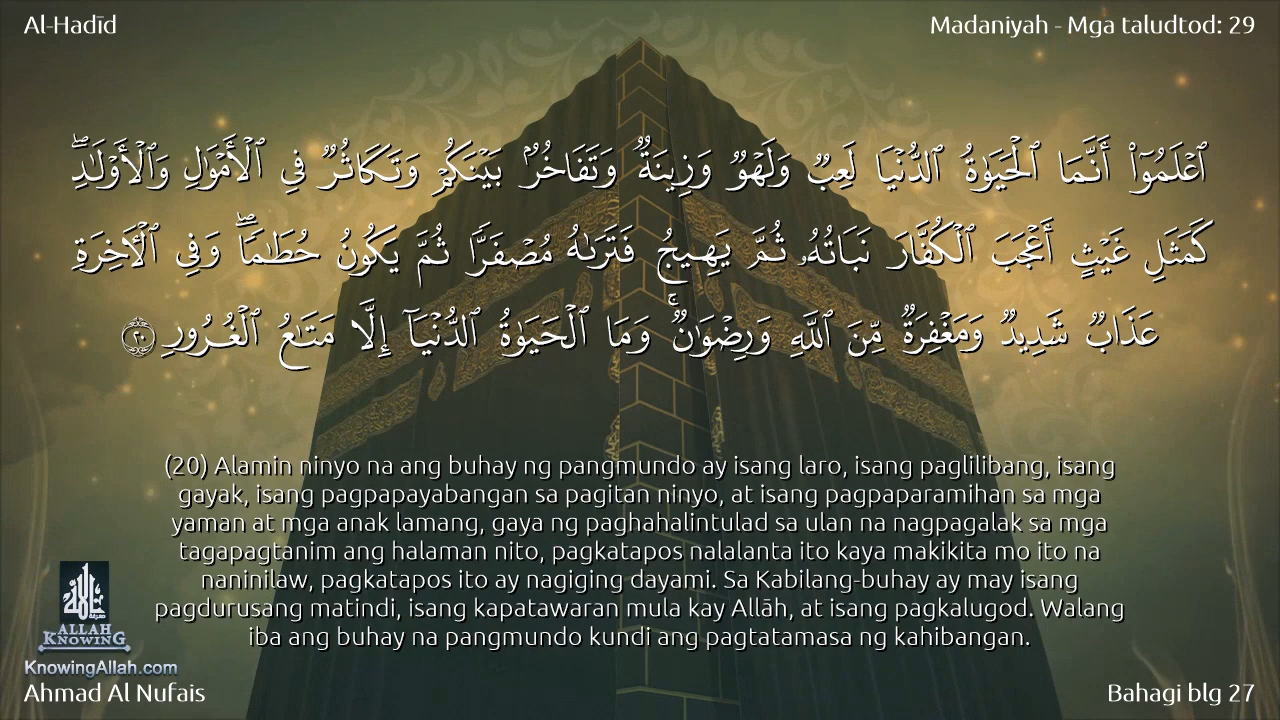 Al-Hadīd
Madaniyah - Mga taludtod: 29
ٱعْلَمُوٓا۟ أَنَّمَا ٱلْحَيَوٰةُ ٱلدُّنْيَا لَعِبٌ وَلَهْوٌ وَزِينَةٌ وَتَفَاخُرٌۢ بَيْنَكُمْ وَتَكَاثُرٌ فِى ٱلْأَمْوَٰلِ وَٱلْأَوْلَـٰدِ ۖ
كَمَثَلِ غَيْثٍ أَعْجَبَ ٱلْكُفَّارَ نَبَاتُهُۥ ثُمَّ يَهِيجُ فَتَرَىٰهُ مُصْفَرًّا ثُمَّ يَكُونُ حُطَـٰمًا ۖ وَفِى ٱلْـَٔاخِرَةِ
عَذَابٌ شَدِيدٌ وَمَغْفِرَةٌ مِّنَ ٱللَّهِ وَرِضْوَٰنٌ ۚ وَمَا ٱلْحَيَوٰةُ ٱلدُّنْيَآ إِلَّا مَتَـٰعُ ٱلْغُرُورِ ٢٠
(20) Alamin ninyo na ang buhay ng pangmundo ay isang laro, isang paglilibang, isang
gayak, isang pagpapayabangan sa pagitan ninyo, at isang pagpaparamihan sa mga
yaman at mga anak lamang, gaya ng paghahalintulad sa ulan na nagpagalak sa mga
tagapagtanim ang halaman nito, pagkatapos nalalanta ito kaya makikita mo ito na
naninilaw, pagkatapos ito ay nagiging dayami. Sa Kabilang-buhay ay may isang
pagdurusang matindi, isang kapatawaran mula kay Allāh, at isang pagkalugod. Walang
iba ang buhay na pangmundo kundi ang pagtatamasa ng kahibangan.
ALLAH
KNOWING
KnowingAllah.com
Ahmad Al Nufais
Bahagi blg 27